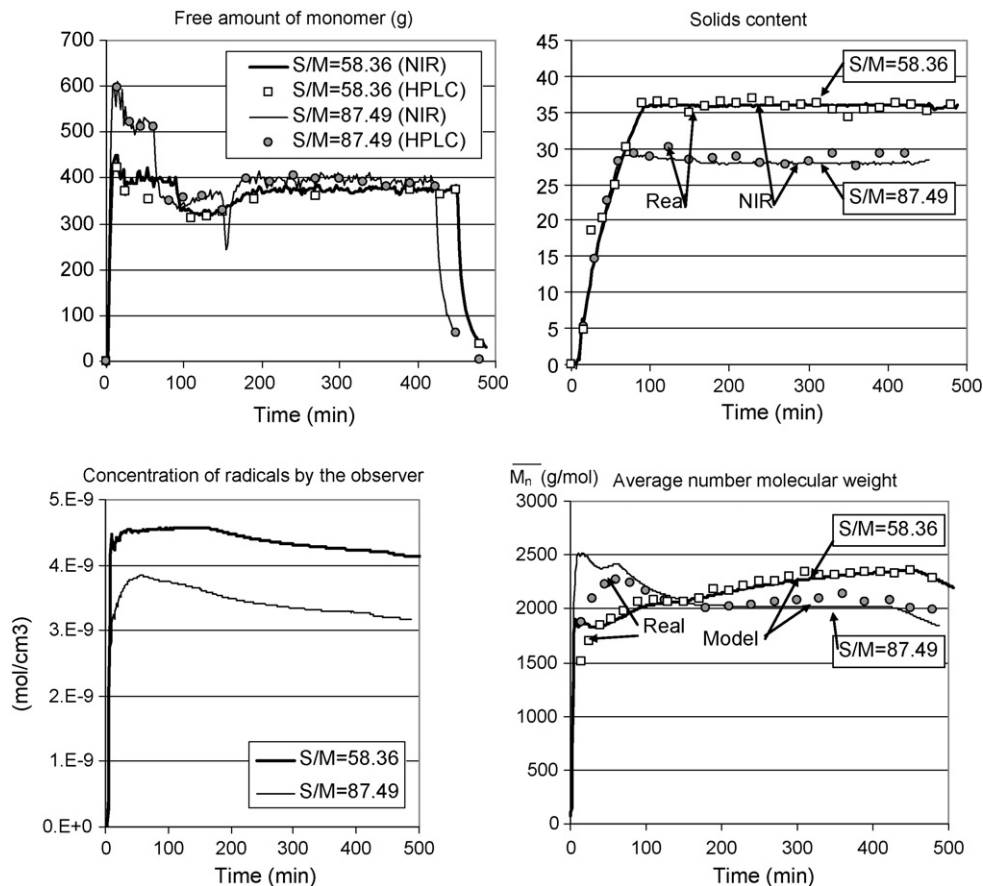 Free amount of monomer (g)
700
600
500
400
300
200
100
0
S/M=58.36 (NIR)
S/M=58.36 (HPLC)
S/M=87.49 (NIR)
S/M=87.49 (HPLC)
0 100 200 300 400 500
Time (min)
Solids content
45
40
35
30
25
20
15
10
5
0
S/M=58.36
Real
NIR
S/M=87.49
0 100 200 300 400 500
Time (min)
Concentration of radicals by the observer
5.E-9
4.E-9
3.E-9
2.E-9
1.E-9
0.E+0
(mol/cm3)
S/M=58.36
S/M=87.49
0 100 200 300 400 500
Time (min)
Mn (g/mol)
Average number molecular weight
3000
2500
2000
1500
1000
500
0
S/M=58.36
Real
Model
S/M=87.49
0 100 200 300 400 500
Time (min)